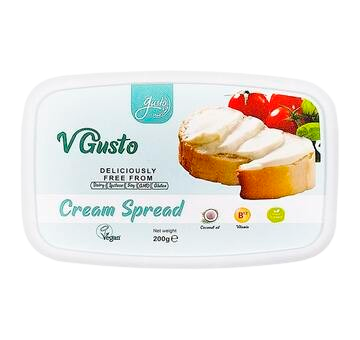 gusto
V Gusto
DELICIOUSLY
FREE FROM
Dairy Lactose Soy GMO Gluten
Cream Spread
Vegan
Net weight
200g e
Coconut oil
B12
Vitamin